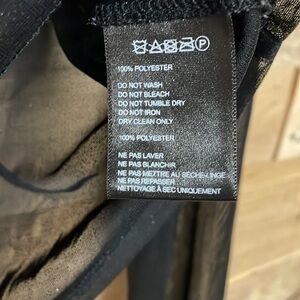 100% POLYESTER
DO NOT WASH
DO NOT BLEACH
DO NOT TUMBLE DRY
DO NOT IRON
DRY CLEAN ONLY
100% POLYESTER
NE PAS LAVER
NE PAS BLANCHIR
NE PAS METTRE AU SÈCHE-LINGE
NE PAS REPASSER
NETTOYAGE À SEC UNIQUEMENT